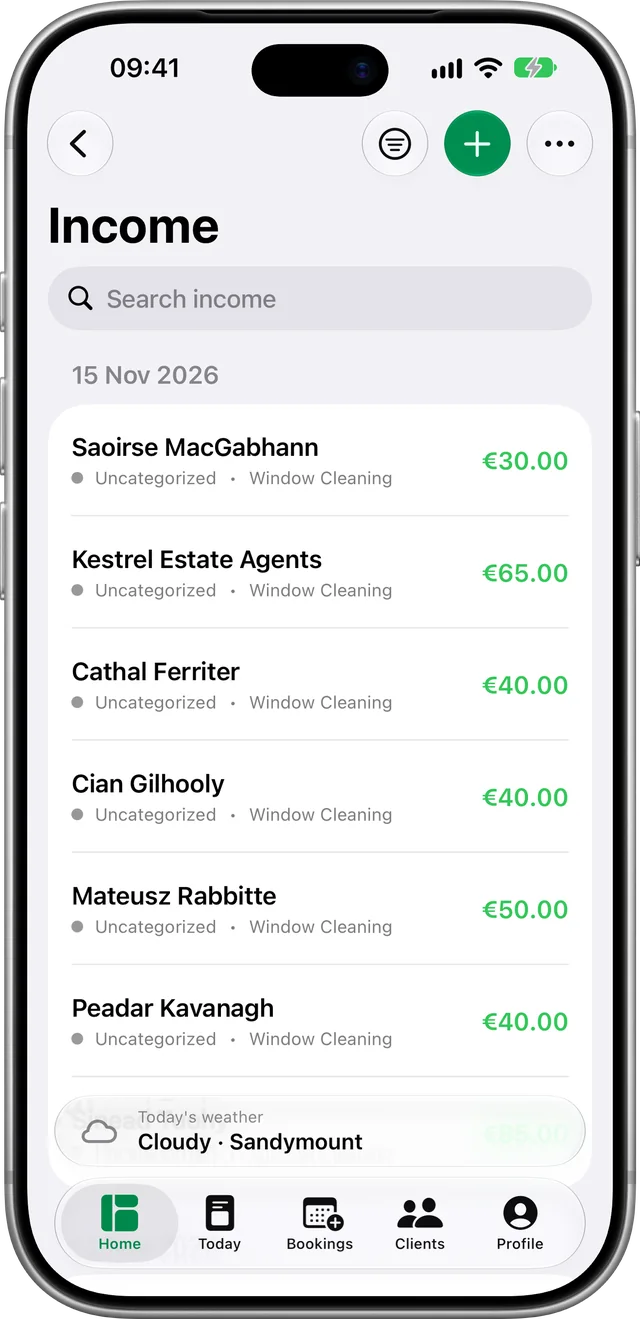 09:41
Income
Search income
15 Nov 2026
Saoirse MacGabhann
Uncategorized • Window Cleaning
€30.00
Kestrel Estate Agents
Uncategorized • Window Cleaning
€65.00
Cathal Ferriter
Uncategorized • Window Cleaning
€40.00
Cian Gilhooly
Uncategorized • Window Cleaning
€40.00
Mateusz Rabbitte
Uncategorized • Window Cleaning
€50.00
Peadar Kavanagh
Uncategorized • Window Cleaning
€40.00
Today's weather
Cloudy · Sandymount
Home
Today
Bookings
Clients
Profile